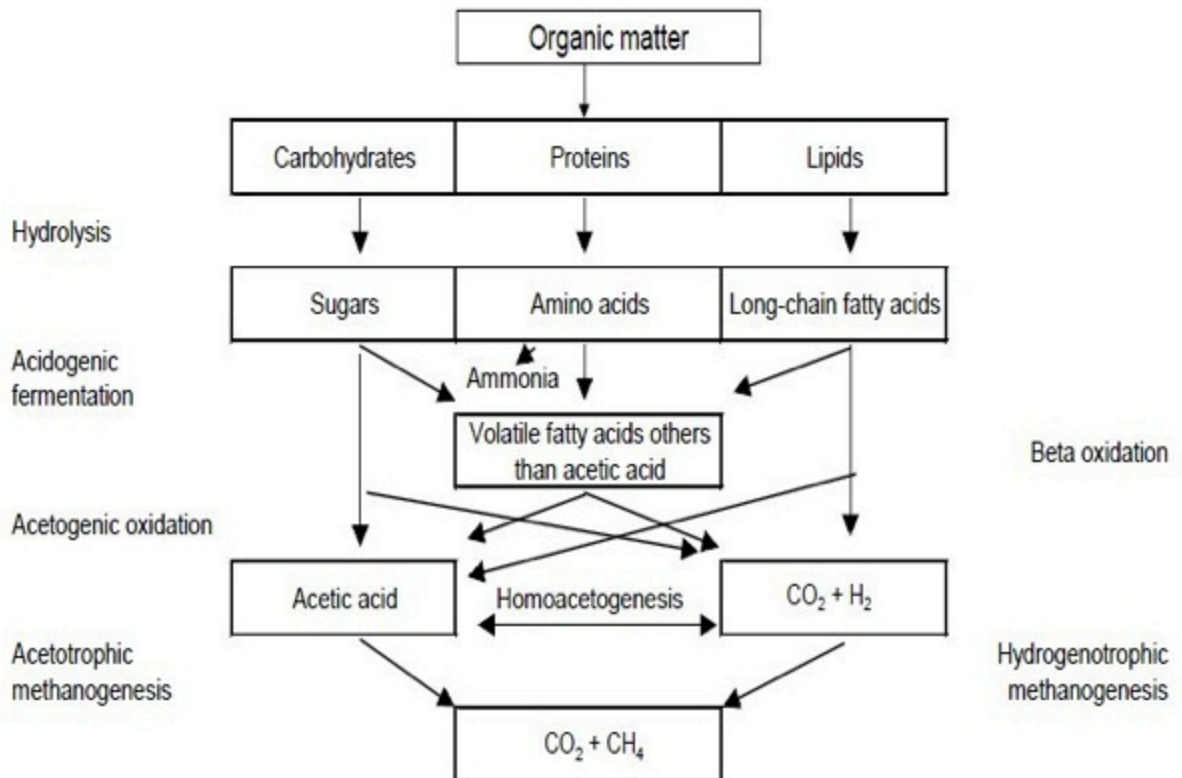 Organic matter
Carbohydrates
Proteins
Lipids
Hydrolysis
Sugars
Amino acids
Long-chain fatty acids
Acidogenic
fermentation
Ammonia
Volatile fatty acids others
than acetic acid
Beta oxidation
Acetogenic oxidation
Acetic acid
Homoacetogenesis
CO₂ + H₂
Acetotrophic
methanogenesis
Hydrogenotrophic
methanogenesis
CO₂ + CH₄